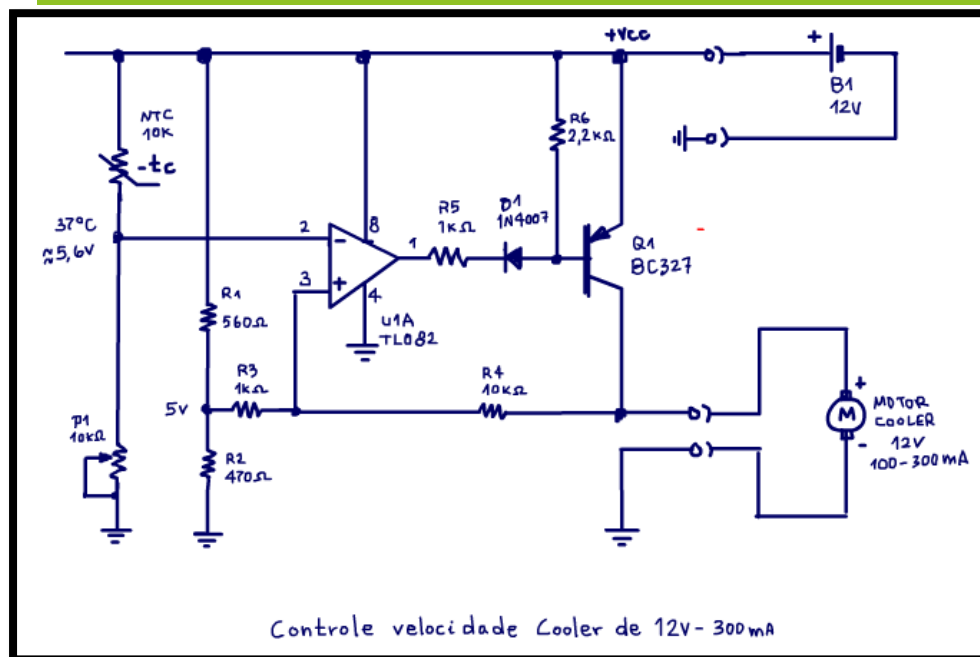 +Vcc
+
B1
12V
NTC
10K
-tc
R6
2,2kΩ
37°C
≈5,6V
2
-
8
1
R5
1kΩ
D1
1N4007
Q1
BC327
3
+
4
U1A
TL082
R1
560Ω
R3
1kΩ
R4
10kΩ
5V
P1
10kΩ
R2
470Ω
+
M
-
MOTOR
COOLER
12V
100-300mA
Controle velocidade Cooler de 12V-300mA